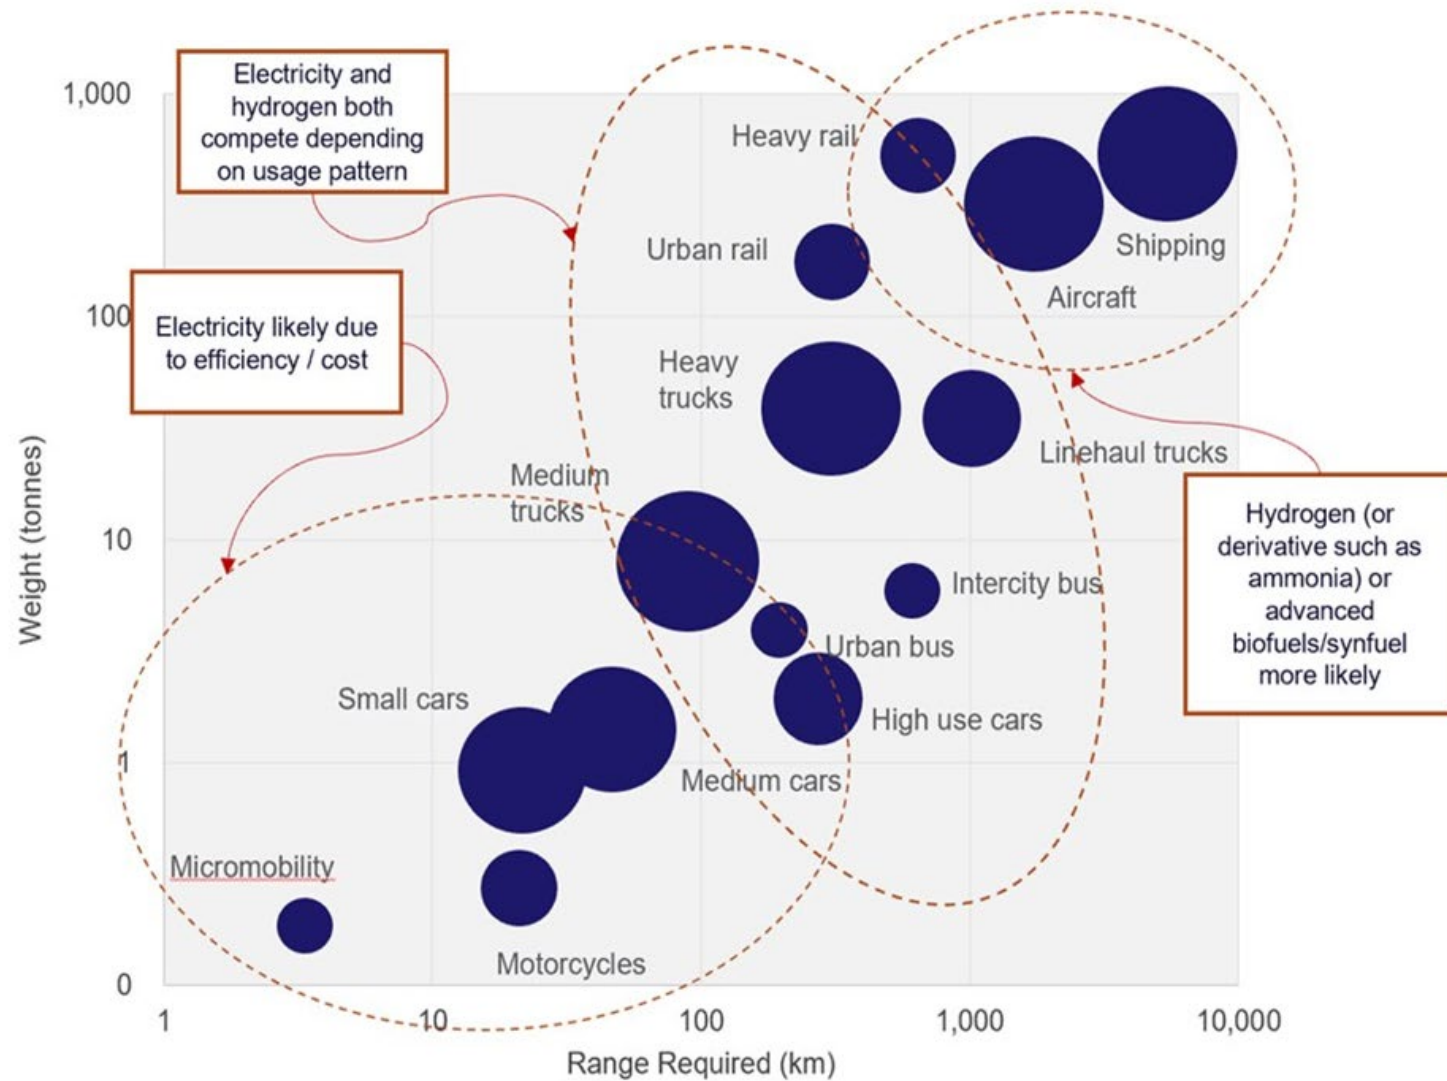 Electricity and
hydrogen both
compete depending
on usage pattern
Electricity likely due
to efficiency / cost
Hydrogen (or
derivative such as
ammonia) or
advanced
biofuels/synfuel
more likely
Weight (tonnes)
1,000
100
10
1
0
Heavy rail
Shipping
Urban rail
Aircraft
Heavy
trucks
Linehaul trucks
Medium
trucks
Intercity bus
Urban bus
Small cars
High use cars
Medium cars
Micromobility
Motorcycles
1
10
100
1,000
10,000
Range Required (km)